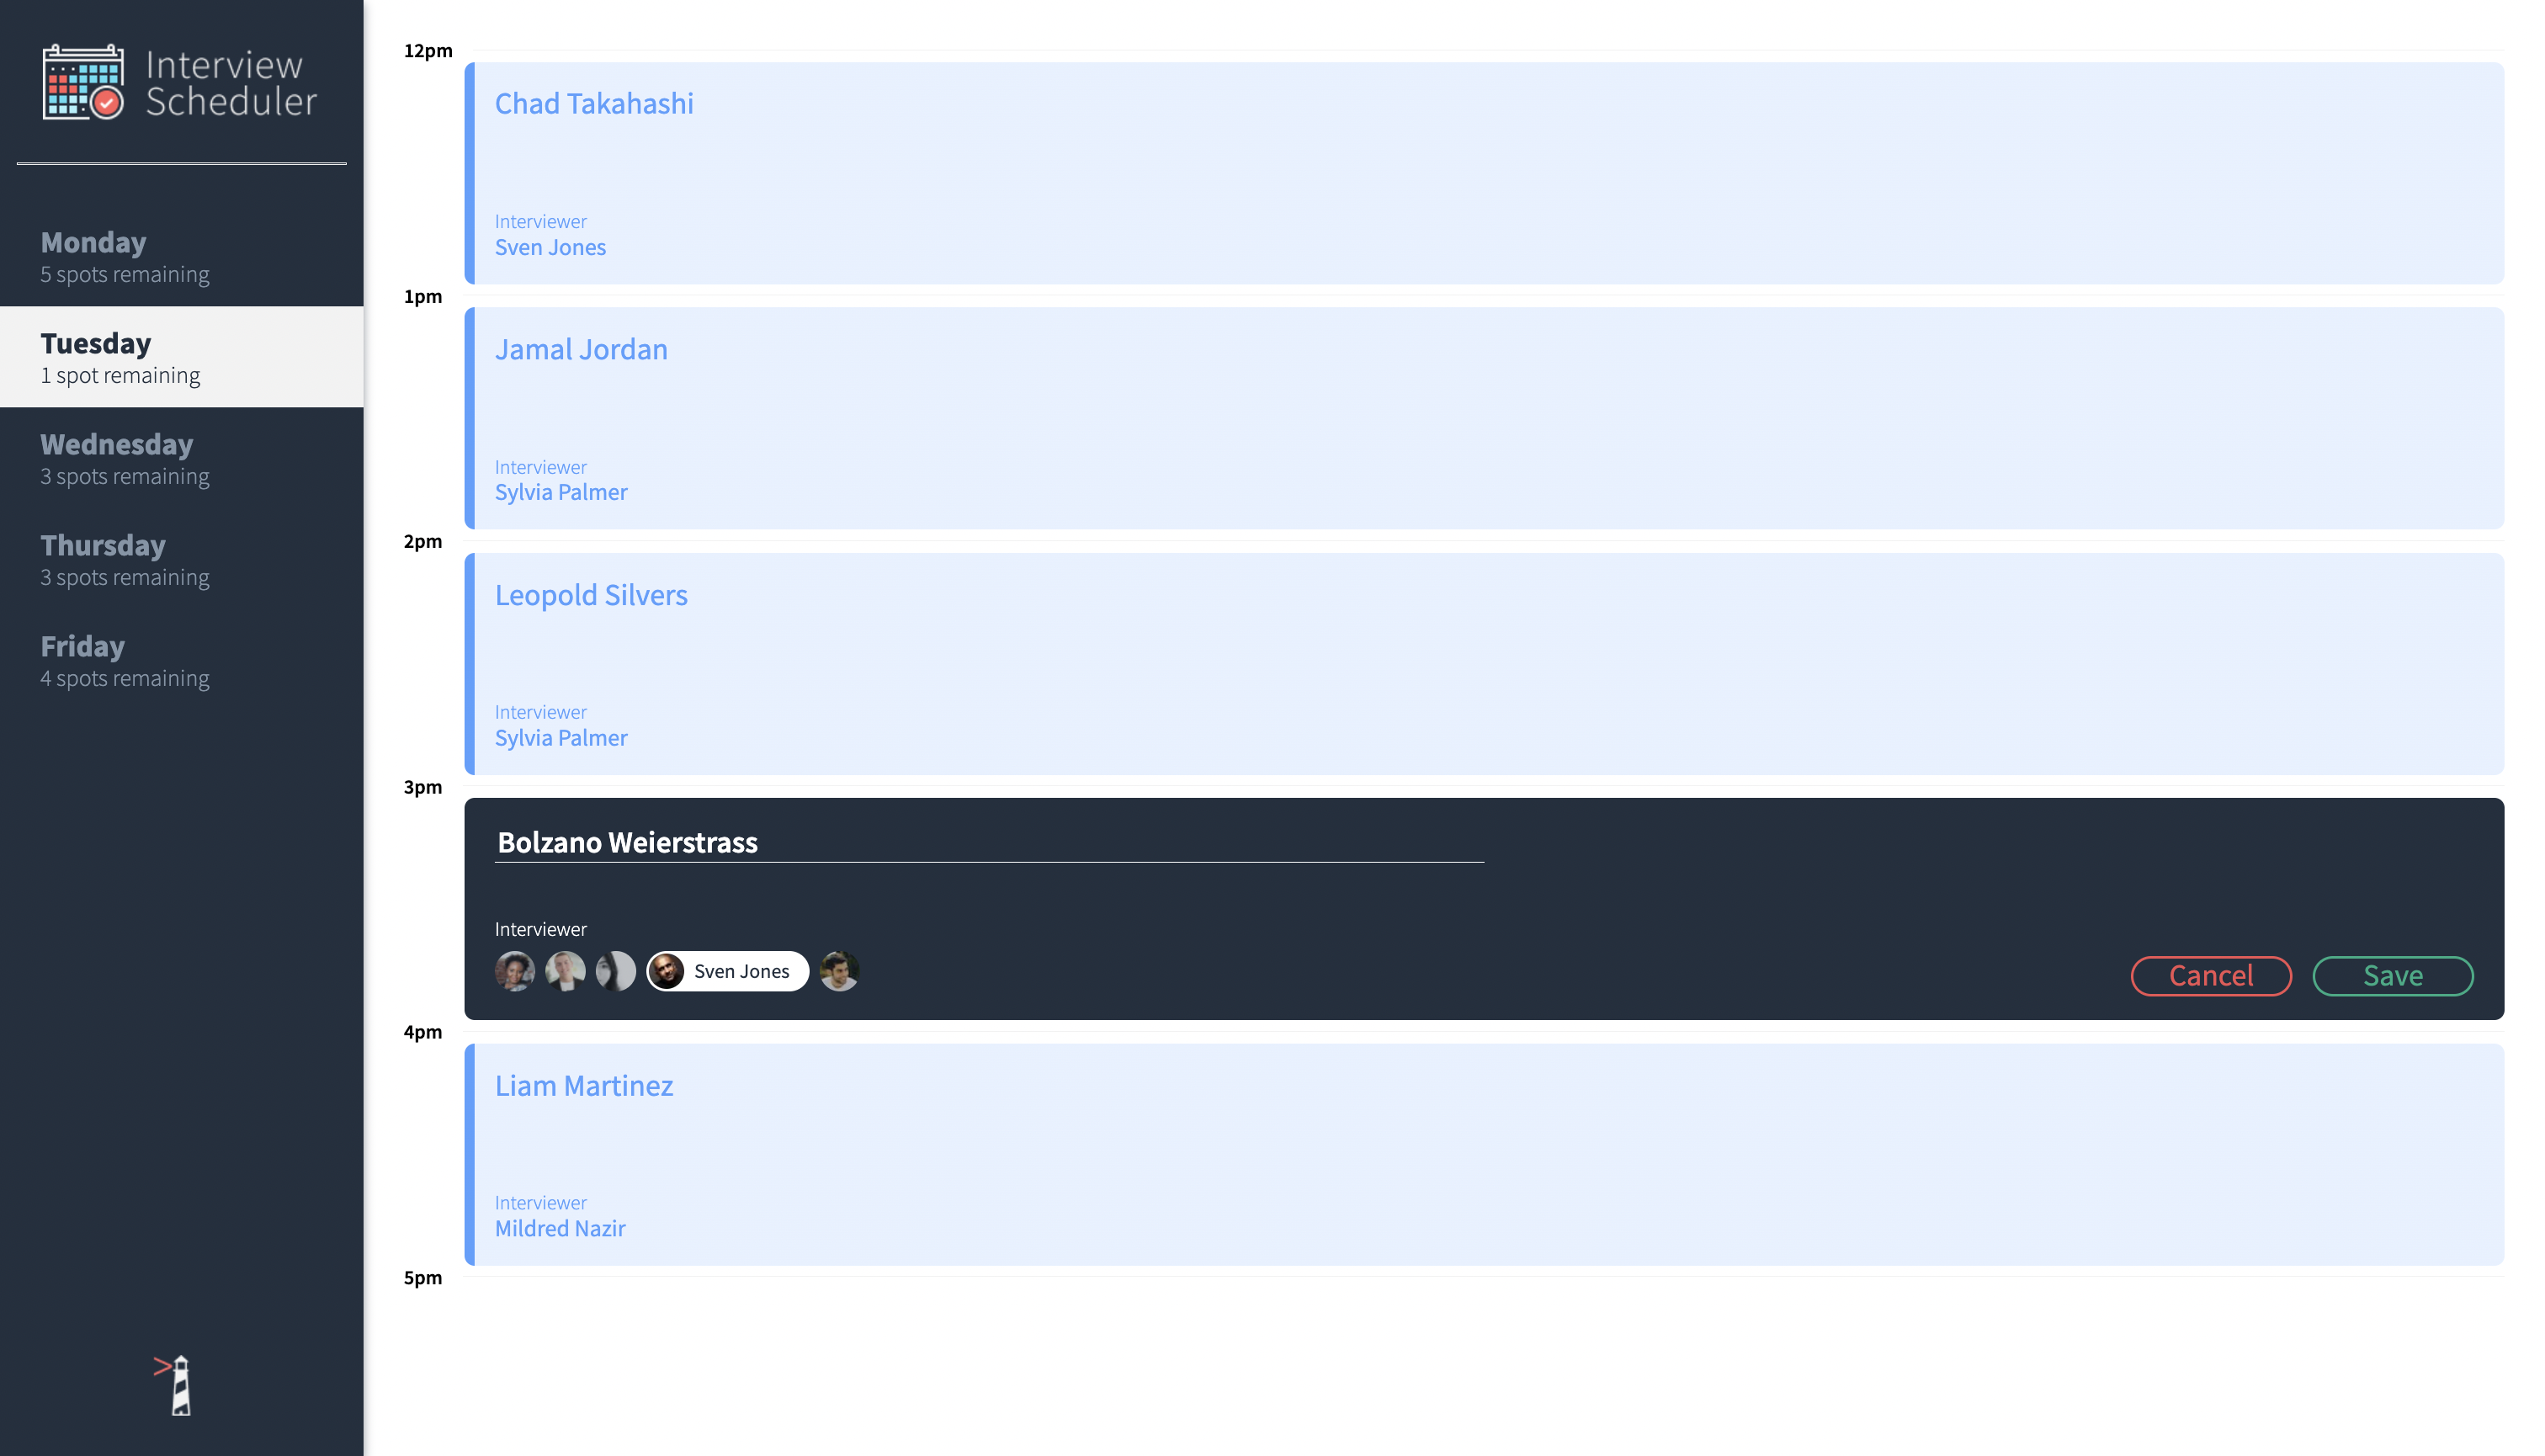 Interview
Scheduler
Monday
5 spots remaining
Tuesday
1 spot remaining
Wednesday
3 spots remaining
Thursday
3 spots remaining
Friday
4 spots remaining
12pm
Chad Takahashi
Interviewer
Sven Jones
1pm
Jamal Jordan
Interviewer
Sylvia Palmer
2pm
Leopold Silvers
Interviewer
Sylvia Palmer
3pm
Bolzano Weierstrass
Interviewer
Sven Jones
Cancel
Save
4pm
Liam Martinez
Interviewer
Mildred Nazir
5pm